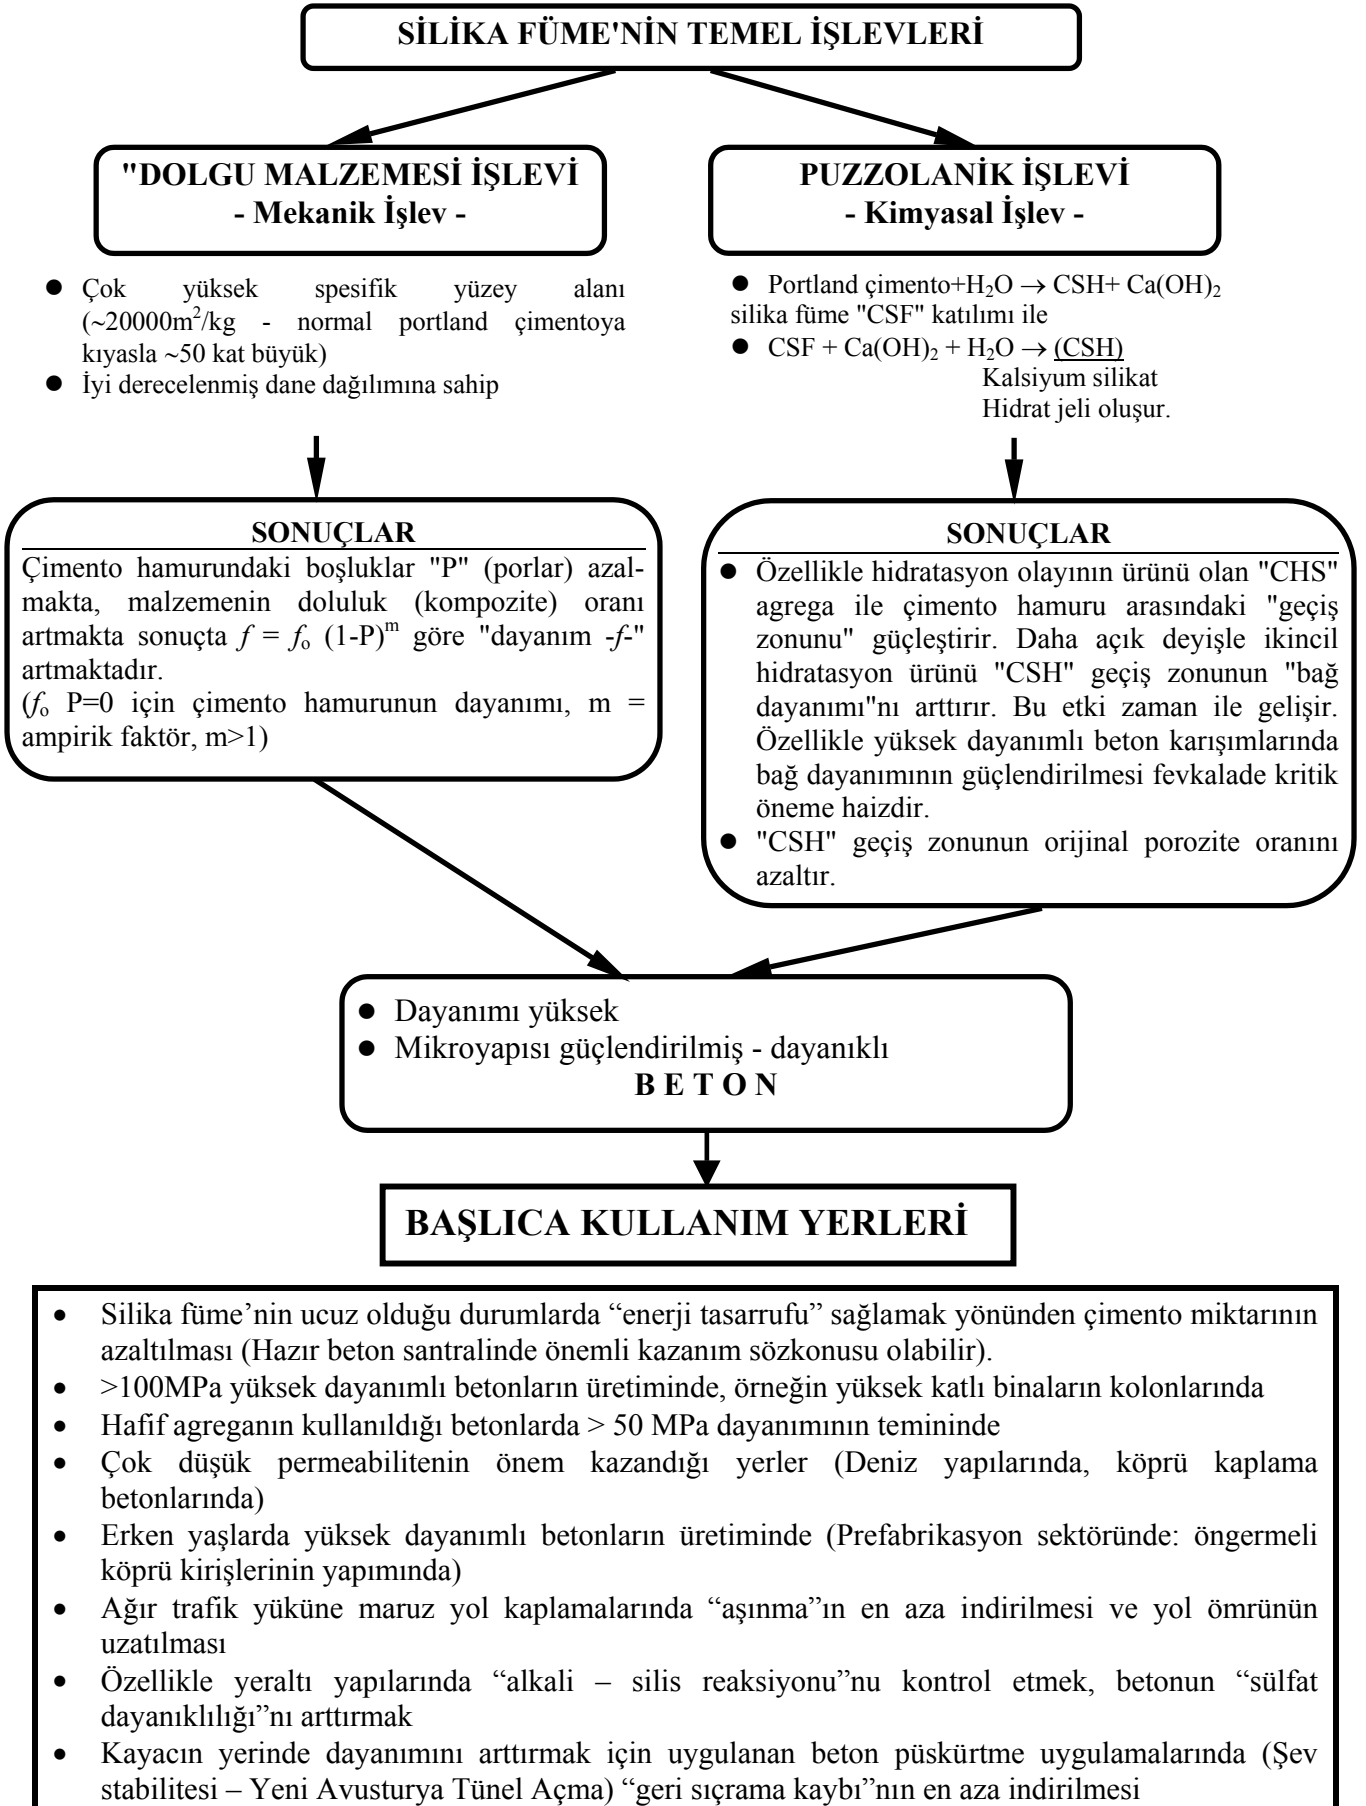 SİLİKA FÜME'NİN TEMEL İŞLEVLERİ
"DOLGU MALZEMESİ İŞLEVİ
- Mekanik İşlev -
● Çok yüksek spesifik yüzey alanı
(~20000m²/kg - normal portland çimentoya
kıyasla ~50 kat büyük)
● İyi derecelenmiş dane dağılımına sahip
SONUÇLAR
Çimento hamurundaki boşluklar "P" (porlar) azal-
makta, malzemenin doluluk (kompozite) oranı
artmakta sonuçta f = fₒ (1-P)ᵐ göre "dayanım -f-"
artmaktadır.
(fₒ P=0 için çimento hamurunun dayanımı, m =
ampirik faktör, m>1)
PUZZOLANİK İŞLEVİ
- Kimyasal İşlev -
● Portland çimento+H₂O → CSH+ Ca(OH)₂
silika füme "CSF" katılımı ile
● CSF + Ca(OH)₂ + H₂O → (CSH)
Kalsiyum silikat
Hidrat jeli oluşur.
SONUÇLAR
● Özellikle hidratasyon olayının ürünü olan "CHS"
agrega ile çimento hamuru arasındaki "geçiş
zonunu" güçleştirir. Daha açık deyişle ikincil
hidratasyon ürünü "CSH" geçiş zonunun "bağ
dayanımı"nı arttırır. Bu etki zaman ile gelişir.
Özellikle yüksek dayanımlı beton karışımlarında
bağ dayanımının güçlendirilmesi fevkalade kritik
öneme haizdir.
● "CSH" geçiş zonunun orijinal porozite oranını
azaltır.
● Dayanımı yüksek
● Mikroyapısı güçlendirilmiş - dayanıklı
B E T O N
BAŞLICA KULLANIM YERLERİ
• Silika füme’nin ucuz olduğu durumlarda “enerji tasarrufu” sağlamak yönünden çimento miktarının
azaltılması (Hazır beton santralinde önemli kazanım sözkonusu olabilir).
• >100MPa yüksek dayanımlı betonların üretiminde, örneğin yüksek katlı binaların kolonlarında
• Hafif agreganın kullanıldığı betonlarda > 50 MPa dayanımının temininde
• Çok düşük permeabilitenin önem kazandığı yerler (Deniz yapılarında, köprü kaplama
betonlarında)
• Erken yaşlarda yüksek dayanımlı betonların üretiminde (Prefabrikasyon sektöründe: öngermeli
köprü kirişlerinin yapımında)
• Ağır trafik yüküne maruz yol kaplamalarında “aşınma”ın en aza indirilmesi ve yol ömrünün
uzatılması
• Özellikle yeraltı yapılarında “alkali – silis reaksiyonu”nu kontrol etmek, betonun “sülfat
dayanıklılığı”nı arttırmak
• Kayacın yerinde dayanımını arttırmak için uygulanan beton püskürtme uygulamalarında (Şev
stabilitesi – Yeni Avusturya Tünel Açma) “geri sıçrama kaybı”nın en aza indirilmesi